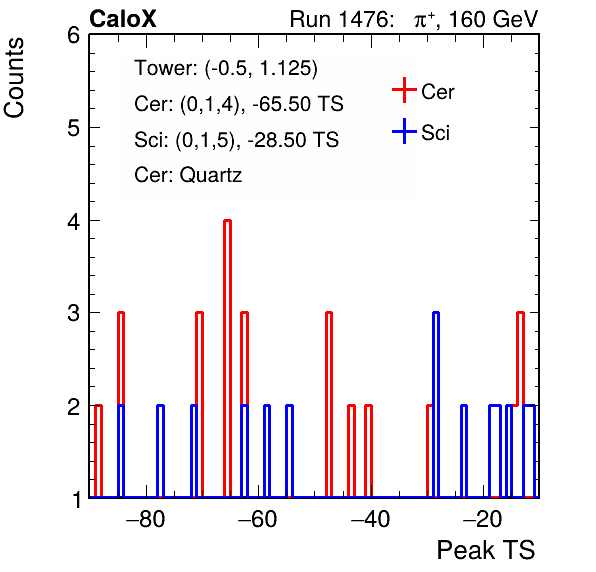 CaloX Run 1476: π+, 160 GeV
Counts
Tower: (-0.5, 1.125)
Cer: (0,1,4), -65.50 TS
Sci: (0,1,5), -28.50 TS
Cer: Quartz
Cer
Sci
6
5
4
3
2
1
−80 −60 −40 −20
Peak TS